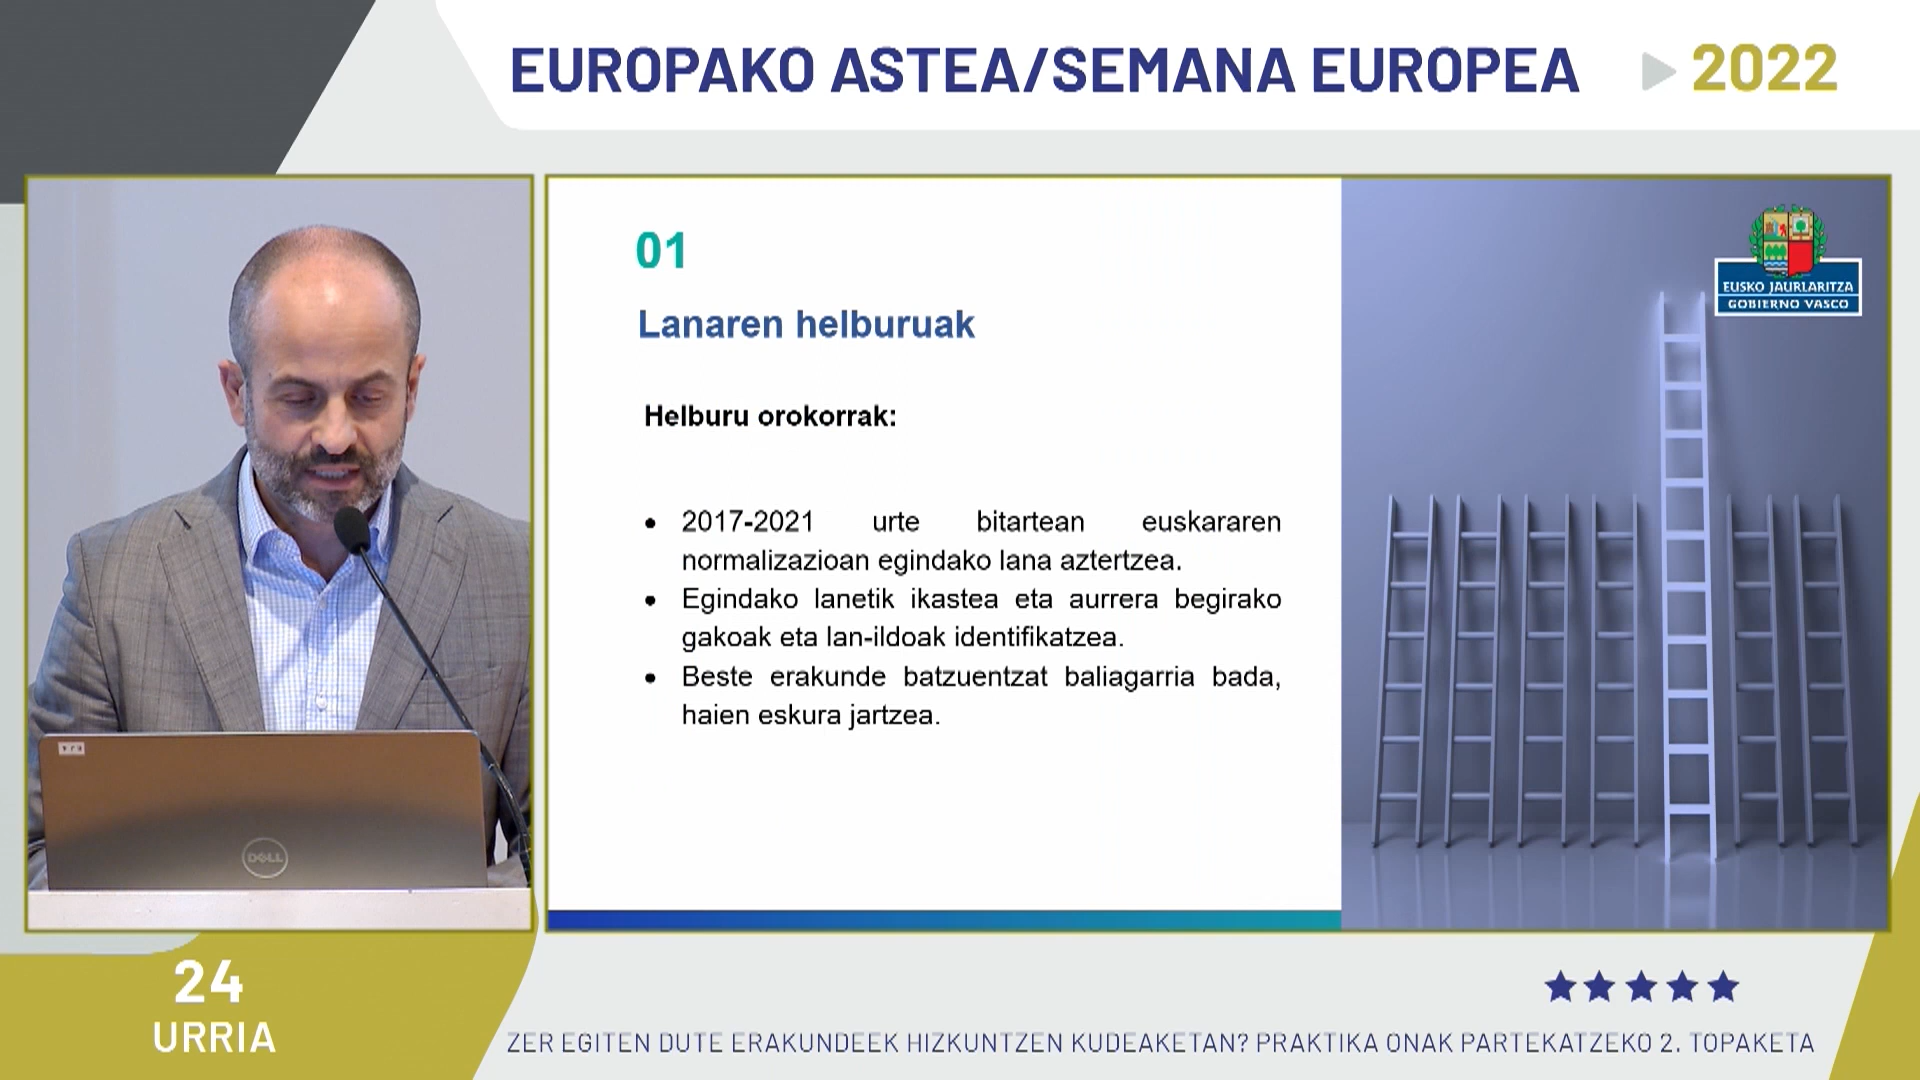 EUROPAKO ASTEA/SEMANA EUROPEA
2022
01
Lanaren helburuak
Helburu orokorrak:
• 2017-2021 urte bitartean euskararen
normalizazioan egindako lana aztertzea.
• Egindako lanetik ikastea eta aurrera begirako
gakoak eta lan-ildoak identifikatzea.
• Beste erakunde batzuentzat baliagarria bada,
haien eskura jartzea.
EUSKO JAURLARITZA
GOBIERNO VASCO
DELL
24
URRIA
ZER EGITEN DUTE ERAKUNDEEK HIZKUNTZEN KUDEAKETAN? PRAKTIKA ONAK PARTEKATZEKO 2. TOPAKETA